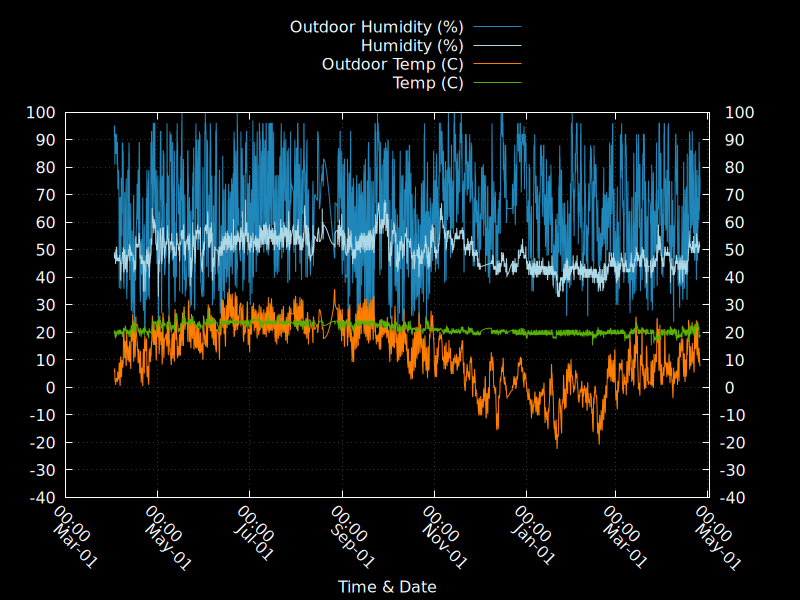 Outdoor Humidity (%)
Humidity (%)
Outdoor Temp (C)
Temp (C)
100 100
90 90
80 80
70 70
60 60
50 50
40 40
30 30
20 20
10 10
0 0
-10 -10
-20 -20
-30 -30
-40 -40
00:00 00:00 00:00 00:00 00:00 00:00 00:00 00:00
Mar-01 May-01 Jul-01 Sep-01 Nov-01 Jan-01 Mar-01 May-01
Time & Date